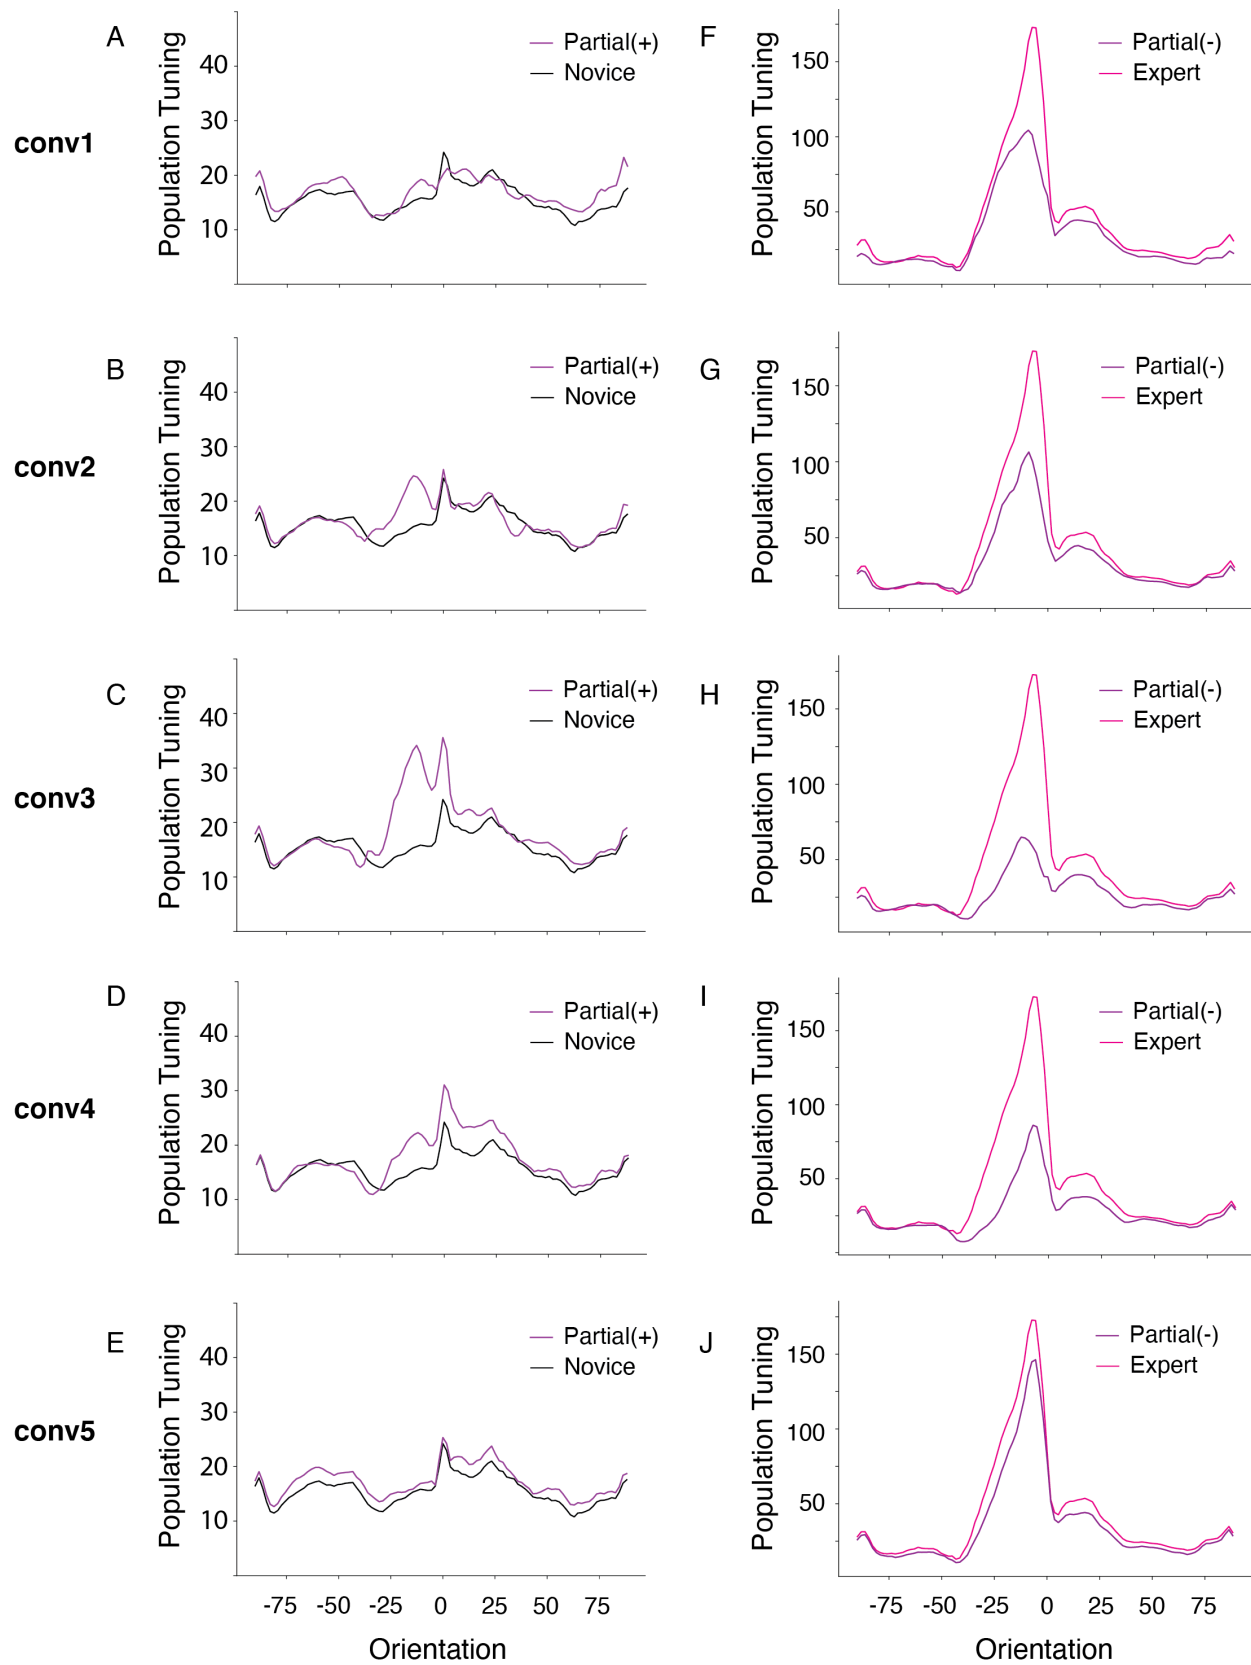 A
Population Tuning
40
30
20
10
Partial(+)
Novice
conv1
F
Population Tuning
150
100
50
Partial(-)
Expert
B
Population Tuning
40
30
20
10
Partial(+)
Novice
conv2
G
Population Tuning
150
100
50
Partial(-)
Expert
C
Population Tuning
40
30
20
10
Partial(+)
Novice
conv3
H
Population Tuning
150
100
50
Partial(-)
Expert
D
Population Tuning
40
30
20
10
Partial(+)
Novice
conv4
I
Population Tuning
150
100
50
Partial(-)
Expert
E
Population Tuning
40
30
20
10
Partial(+)
Novice
conv5
-75 -50 -25 0 25 50 75
Orientation
J
Population Tuning
150
100
50
Partial(-)
Expert
-75 -50 -25 0 25 50 75
Orientation